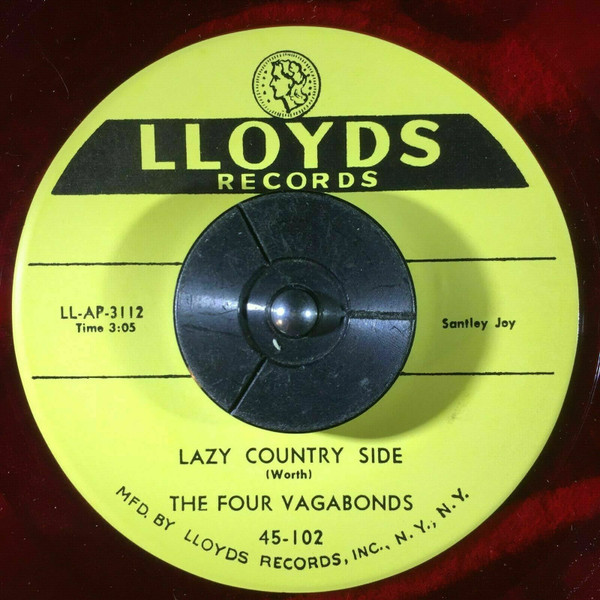 LLOYDS
RECORDS
LL-AP-3112
Time 3:05
Santley Joy
LAZY COUNTRY SIDE
(Worth)
THE FOUR VAGABONDS
45-102
MFD. BY LLOYDS RECORDS, INC., N. Y., N. Y.